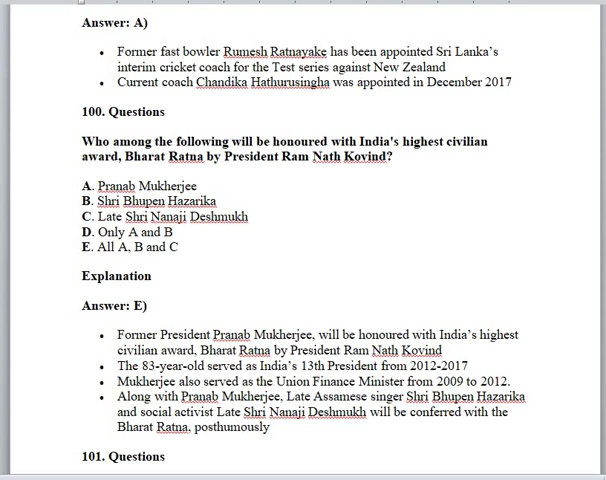 Answer: A)
• Former fast bowler Rumesh Ratnayake has been appointed Sri Lanka's
interim cricket coach for the Test series against New Zealand
• Current coach Chandika Hathurusingha was appointed in December 2017
100. Questions
Who among the following will be honoured with India's highest civilian
award, Bharat Ratna by President Ram Nath Kovind?
A. Pranab Mukherjee
B. Shri Bhupen Hazarika
C. Late Shri Nanaji Deshmukh
D. Only A and B
E. All A, B and C
Explanation
Answer: E)
• Former President Pranab Mukherjee, will be honoured with India's highest
civilian award, Bharat Ratna by President Ram Nath Kovind
• The 83-year-old served as India's 13th President from 2012-2017
• Mukherjee also served as the Union Finance Minister from 2009 to 2012.
• Along with Pranab Mukherjee, Late Assamese singer Shri Bhupen Hazarika
and social activist Late Shri Nanaji Deshmukh will be conferred with the
Bharat Ratna, posthumously
101. Questions